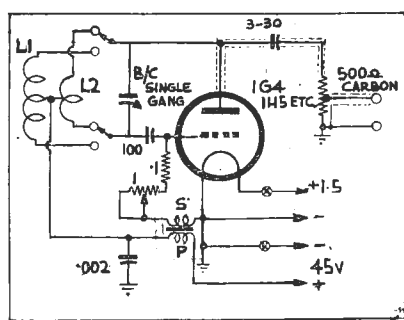 3-30
L1
L2
B/C
SINGLE
GANG
1G4
1H5 ETC.
500Ω
CARBON
100
.1
1
+1.5
S
-
P
-
.002
45V
+